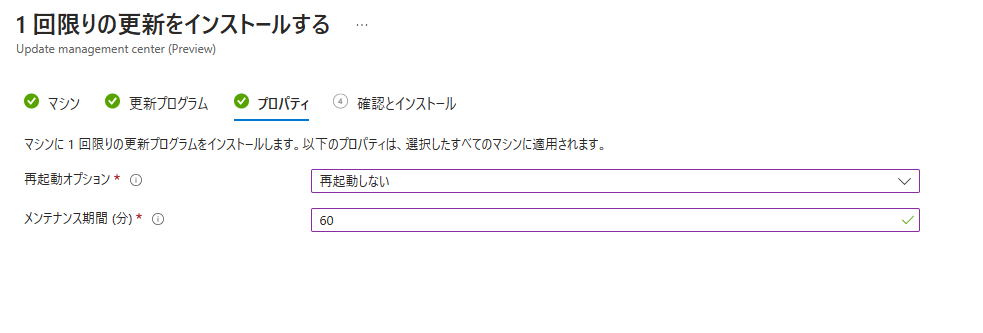 1 回限りの更新をインストールする ...
Update management center (Preview)
マシン 更新プログラム プロパティ 4 確認とインストール
マシンに 1 回限りの更新プログラムをインストールします。以下のプロパティは、選択したすべてのマシンに適用されます。
再起動オプション * 再起動しない
メンテナンス期間 (分) * 60